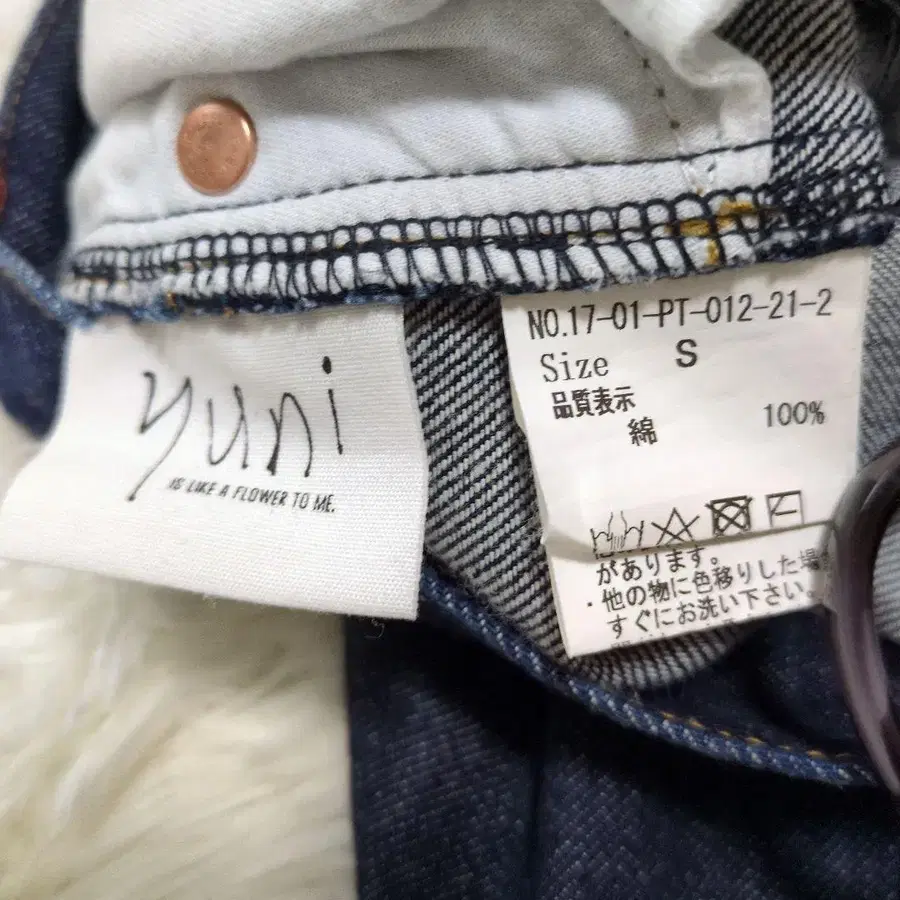 yuni
IS LIKE A FLOWER TO ME.
NO.17-01-PT-012-21-2
Size S
品質表示
綿 100%
があります。
・他の物に色移りした場
すぐにお洗い下さい。